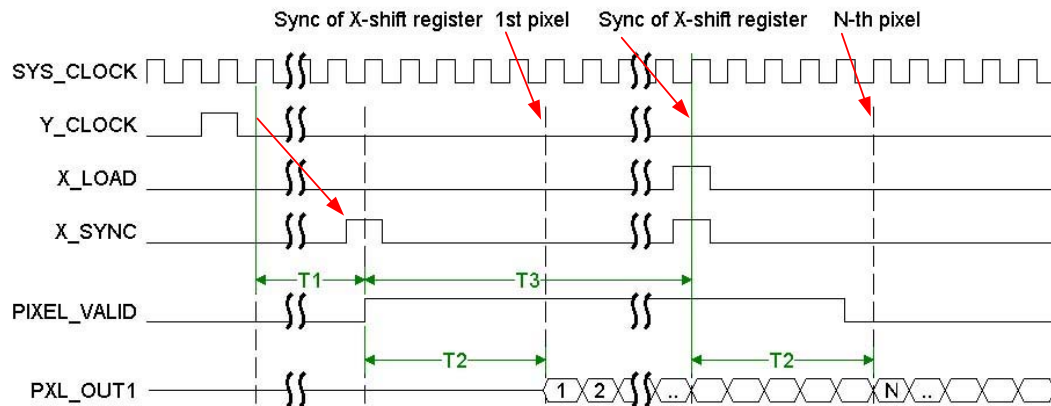 Sync of X-shift register 1st pixel Sync of X-shift register N-th pixel
SYS_CLOCK
Y_CLOCK
X_LOAD
X_SYNC
T1 T3
PIXEL_VALID
T2 T2
PXL_OUT1 1 2 .. N ..